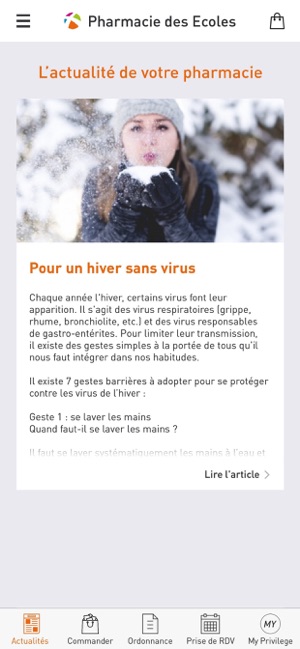 Pharmacie des Ecoles
L'actualité de votre pharmacie
Pour un hiver sans virus
Chaque année l'hiver, certains virus font leur
apparition. Il s'agit des virus respiratoires (grippe,
rhume, bronchiolite, etc.) et des virus responsables
de gastro-entérites. Pour limiter leur transmission,
il existe des gestes simples à la portée de tous qu'il
nous faut intégrer dans nos habitudes.
Il existe 7 gestes barrières à adopter pour se protéger
contre les virus de l'hiver :
Geste 1 : se laver les mains
Quand faut-il se laver les mains ?
Il faut se laver systématiquement les mains à l'eau et
Lire l'article
Actualités Commander Ordonnance Prise de RDV MY My Privilege